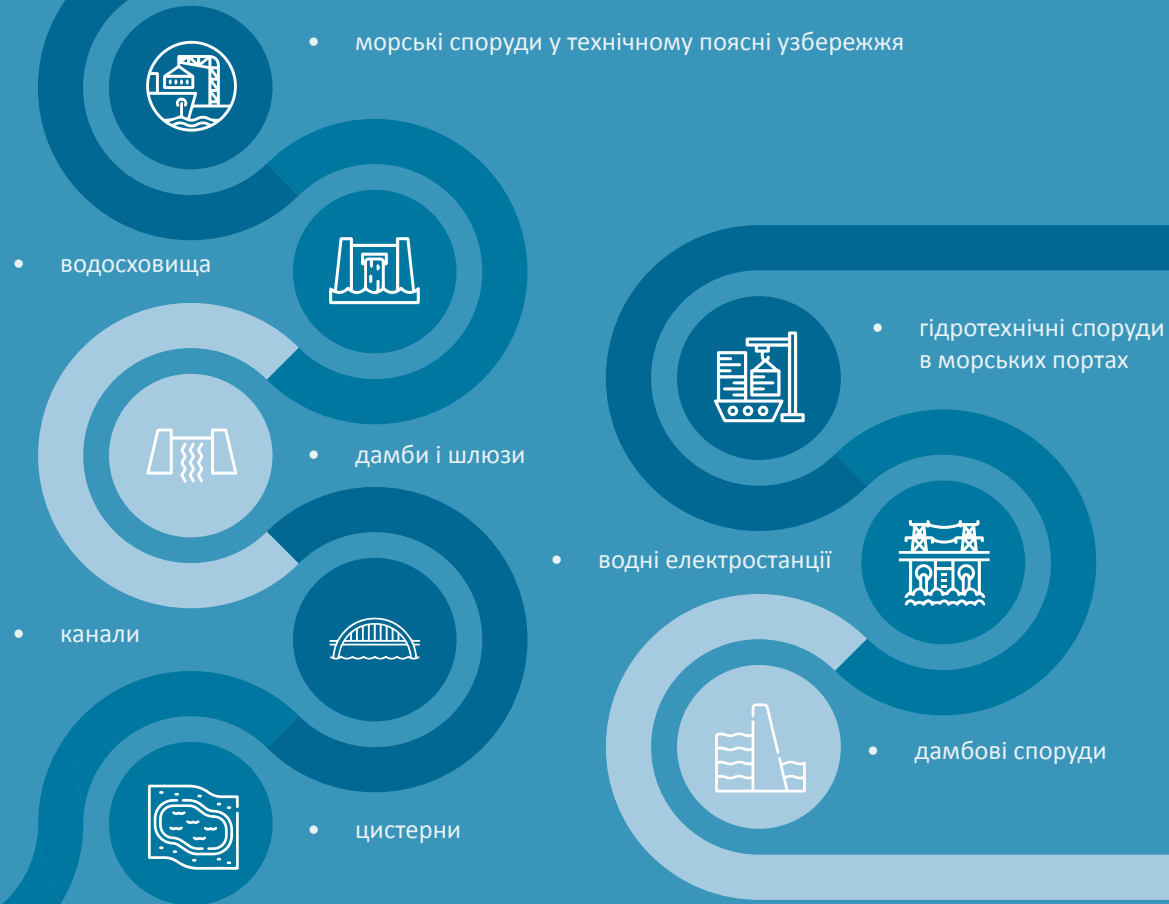 • морські споруди у технічному поясні узбережжя
• водосховища
• дамби і шлюзи
• канали
• цистерни
• гідротехнічні споруди
в морських портах
• водні електростанції
• дамбові споруди